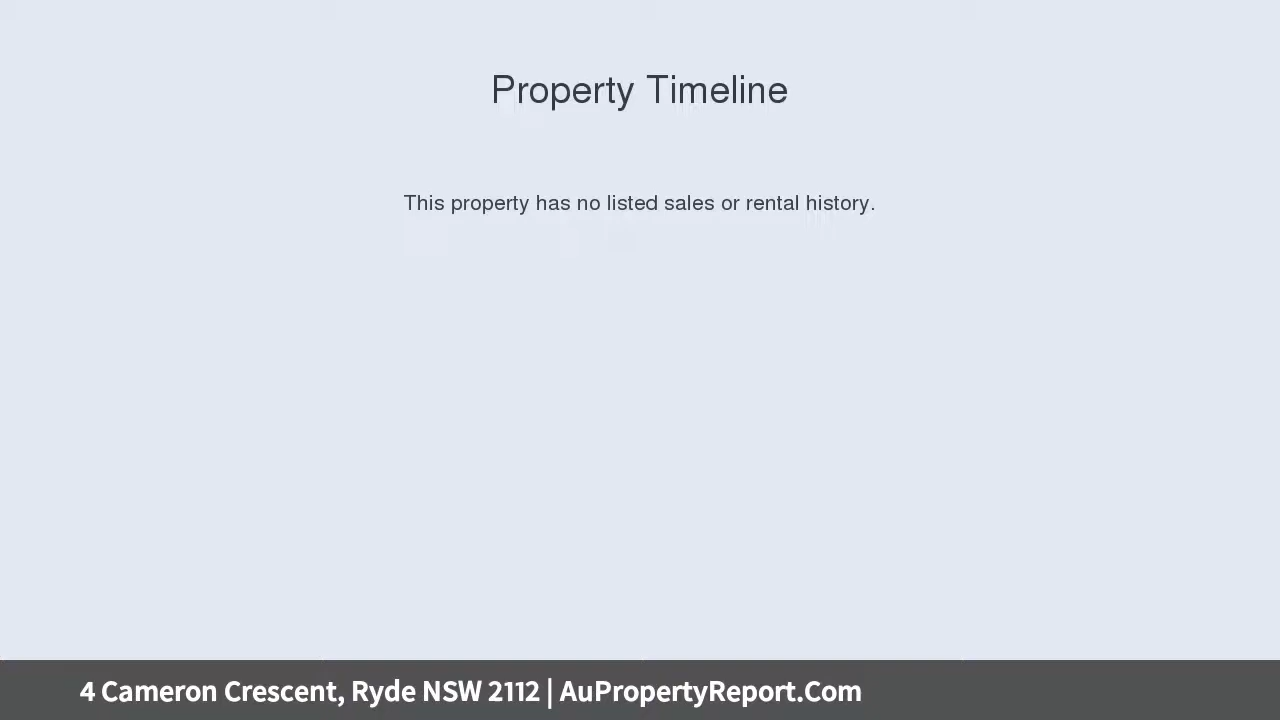 Property Timeline
This property has no listed sales or rental history.
4 Cameron Crescent, Ryde NSW 2112 | AuPropertyReport.Com